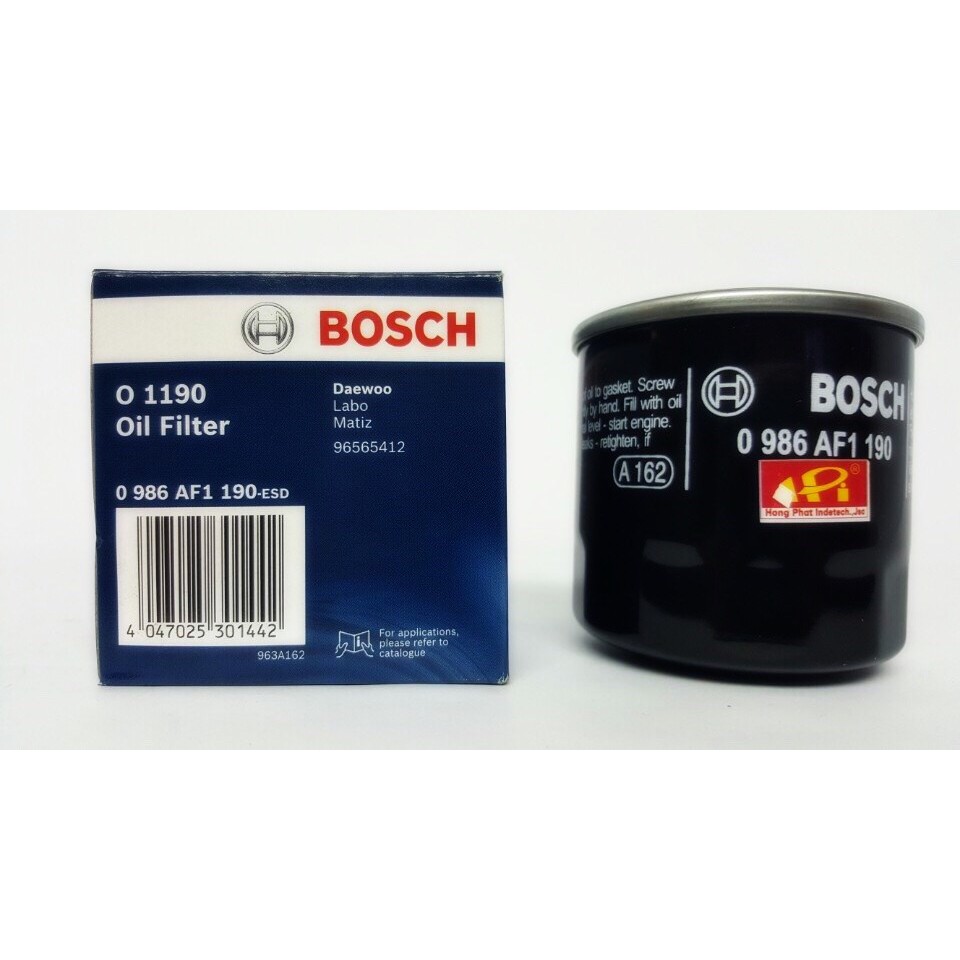 BOSCH
O 1190
Oil Filter
Daewoo
Labo
Matiz
96565412
0 986 AF1 190-ESD
4 047025 301442
963A162
For applications,
please refer to
catalogue
oil to gasket. Screw
by hand. Fill with oil
level - start engine.
- retighten, if
A 162
BOSCH
0 986 AF1 190
APi®
Hong Phat Indetech.,Jsc